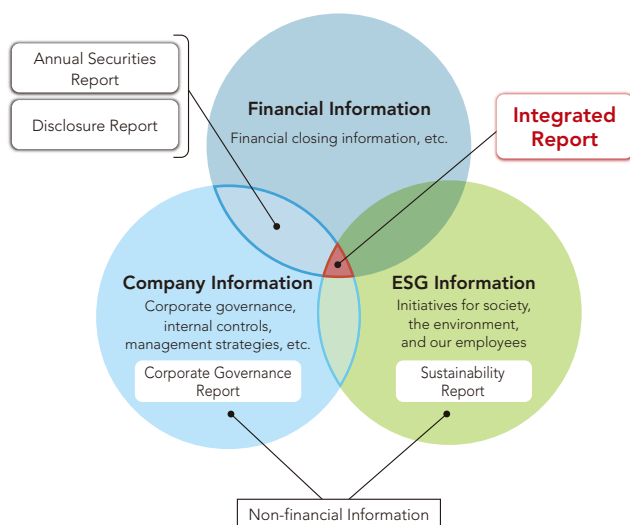 Annual Securities
Report
Disclosure Report
Financial Information
Financial closing information, etc.
Integrated
Report
Company Information
Corporate governance,
internal controls,
management strategies, etc.
Corporate Governance
Report
ESG Information
Initiatives for society,
the environment,
and our employees
Sustainability
Report
Non-financial Information